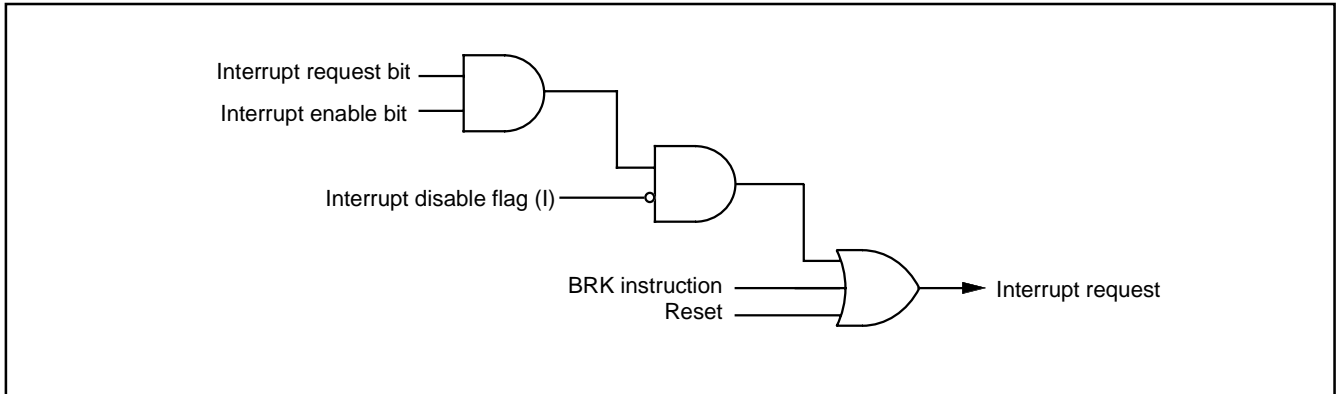 Interrupt request bit
Interrupt enable bit
Interrupt disable flag (I)
BRK instruction
Reset
Interrupt request